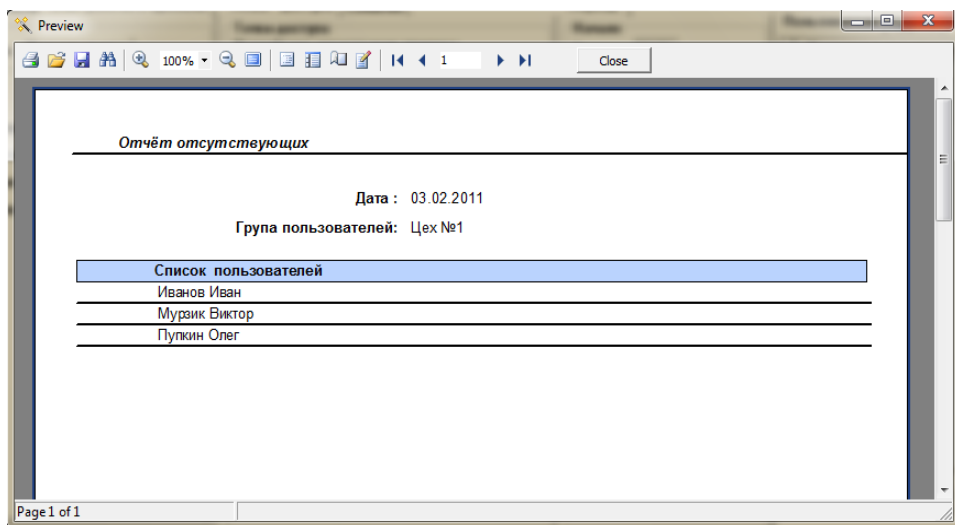 Preview
100%
1
Close
Отчёт отсутствующих
Дата : 03.02.2011
Група пользователей: Цех №1
Список пользователей
Иванов Иван
Мурзик Виктор
Пупкин Олег
Page 1 of 1